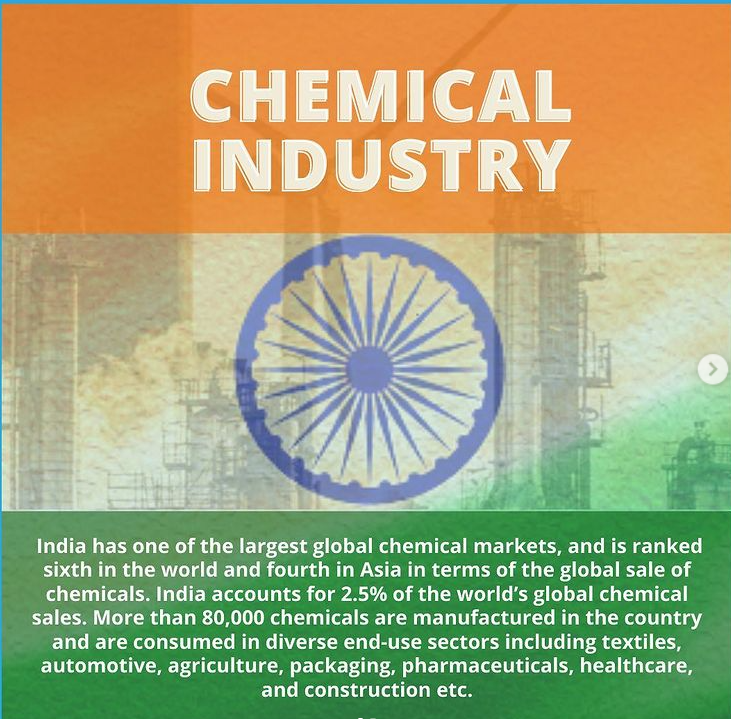 CHEMICAL
INDUSTRY
India has one of the largest global chemical markets, and is ranked
sixth in the world and fourth in Asia in terms of the global sale of
chemicals. India accounts for 2.5% of the world's global chemical
sales. More than 80,000 chemicals are manufactured in the country
and are consumed in diverse end-use sectors including textiles,
automotive, agriculture, packaging, pharmaceuticals, healthcare,
and construction etc.